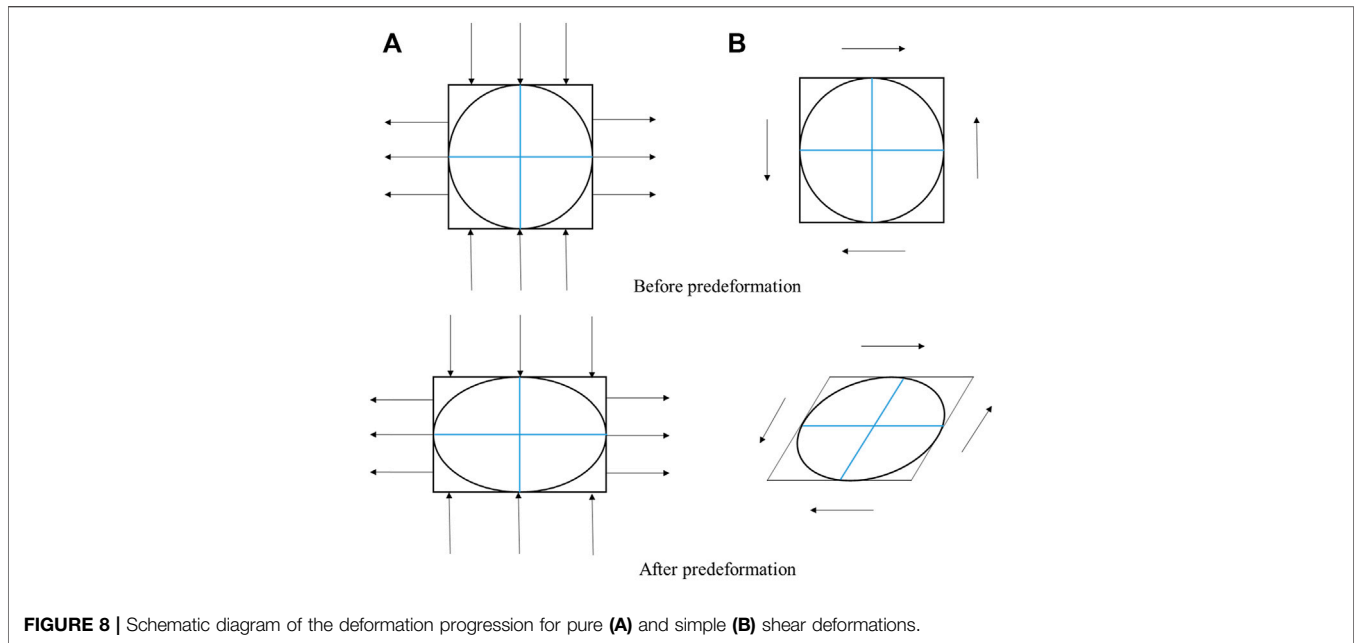 A
B
Before predeformation
After predeformation
FIGURE 8 | Schematic diagram of the deformation progression for pure (A) and simple (B) shear deformations.